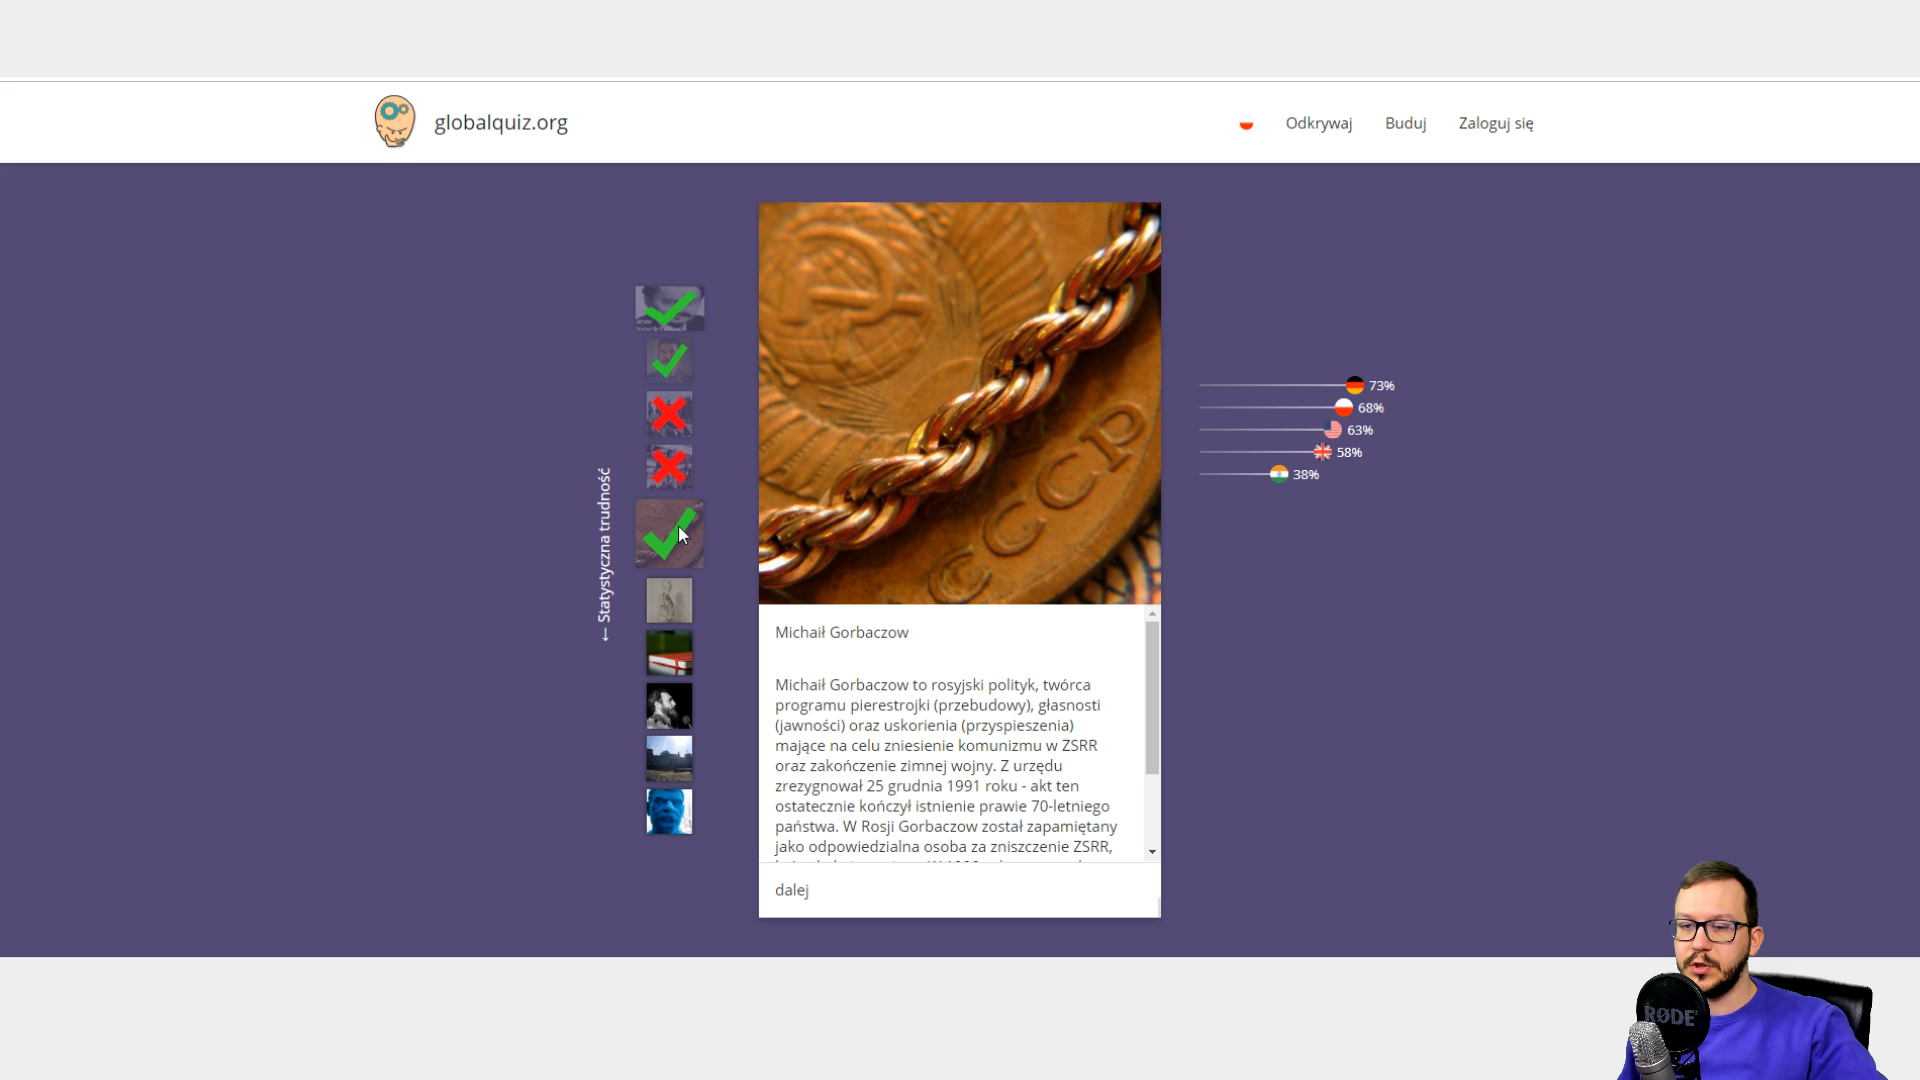 globalquiz.org
Odkrywaj
Buduj
Zaloguj się
← Statystyczna trudność
CCCP
73%
68%
63%
58%
38%
Michaił Gorbaczow
Michaił Gorbaczow to rosyjski polityk, twórca
programu pierestrojki (przebudowy), głasnosti
(jawności) oraz uskorienia (przyspieszenia)
mające na celu zniesienie komunizmu w ZSRR
oraz zakończenie zimnej wojny. Z urzędu
zrezygnował 25 grudnia 1991 roku - akt ten
ostatecznie kończył istnienie prawie 70-letniego
państwa. W Rosji Gorbaczow został zapamiętany
jako odpowiedzialna osoba za zniszczenie ZSRR,
dalej
RØDE